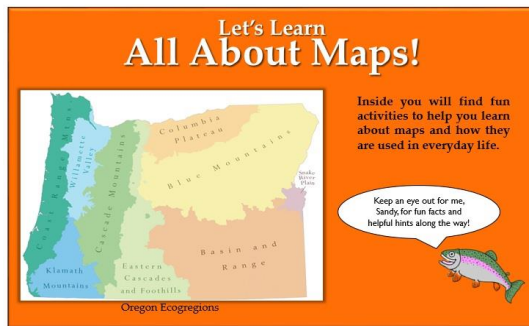 Let's Learn
All About Maps!
Inside you will find fun
activities to help you learn
about maps and how they
are used in everyday life.
Columbia
Plateau
Blue Mountains
Snake
River
Plain
Coast Range Mtns
Willamette
Valley
Cascade Mountains
Basin and
Range
Klamath
Mountains
Eastern
Cascades
and Foothills
Oregon Ecogregions
Keep an eye out for me,
Sandy, for fun facts and
helpful hints along the way!